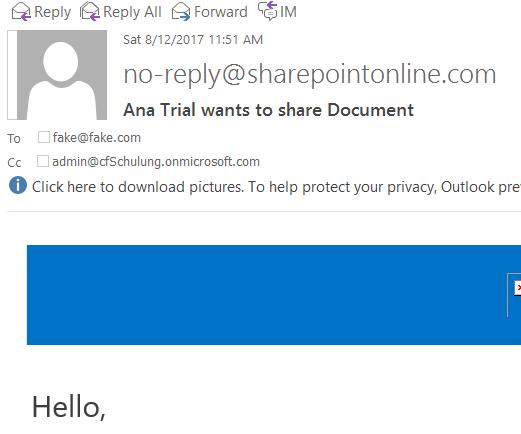 Reply Reply All Forward IM
Sat 8/12/2017 11:51 AM
no-reply@sharepointonline.com
Ana Trial wants to share Document
To fake@fake.com
Cc admin@cfSchulung.onmicrosoft.com
Click here to download pictures. To help protect your privacy, Outlook pre
Hello,